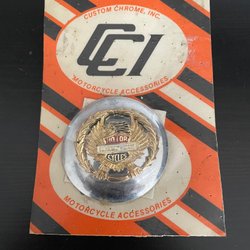 CUSTOM CHROME, INC.
CCI
"MOTORCYCLE ACCESSORIES"
MOTOR
CYCLES
MOTORCYCLE ACCESSORIES